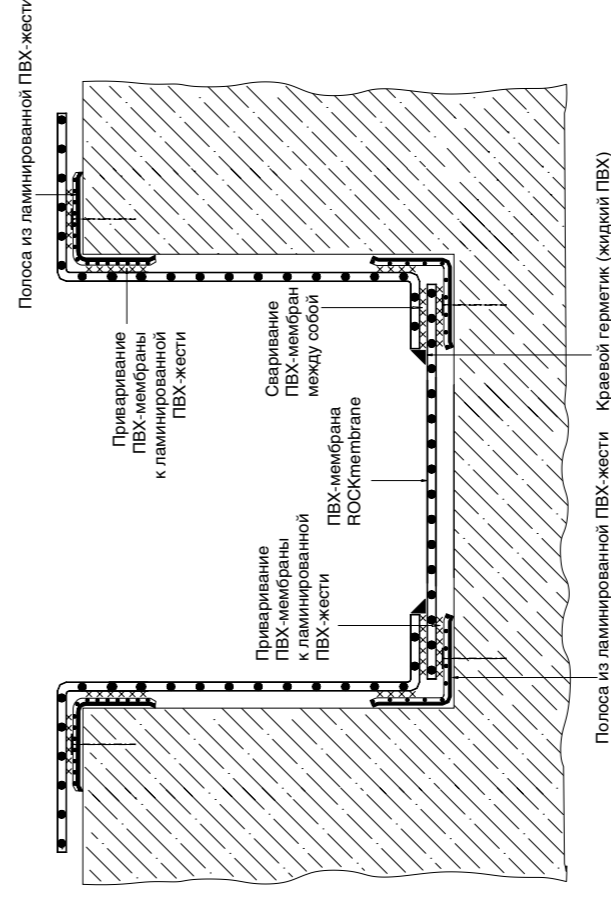 Полоса из ламинированной ПВХ-жести
Приваривание
ПВХ-мембраны
к ламинированной
ПВХ-жести
Сваривание
ПВХ-мембран
между собой
ПВХ-мембрана
ROCKmembrane
Приваривание
ПВХ-мембраны
к ламинированной
ПВХ-жести
Полоса из ламинированной ПВХ-жести
Краевой герметик (жидкий ПВХ)